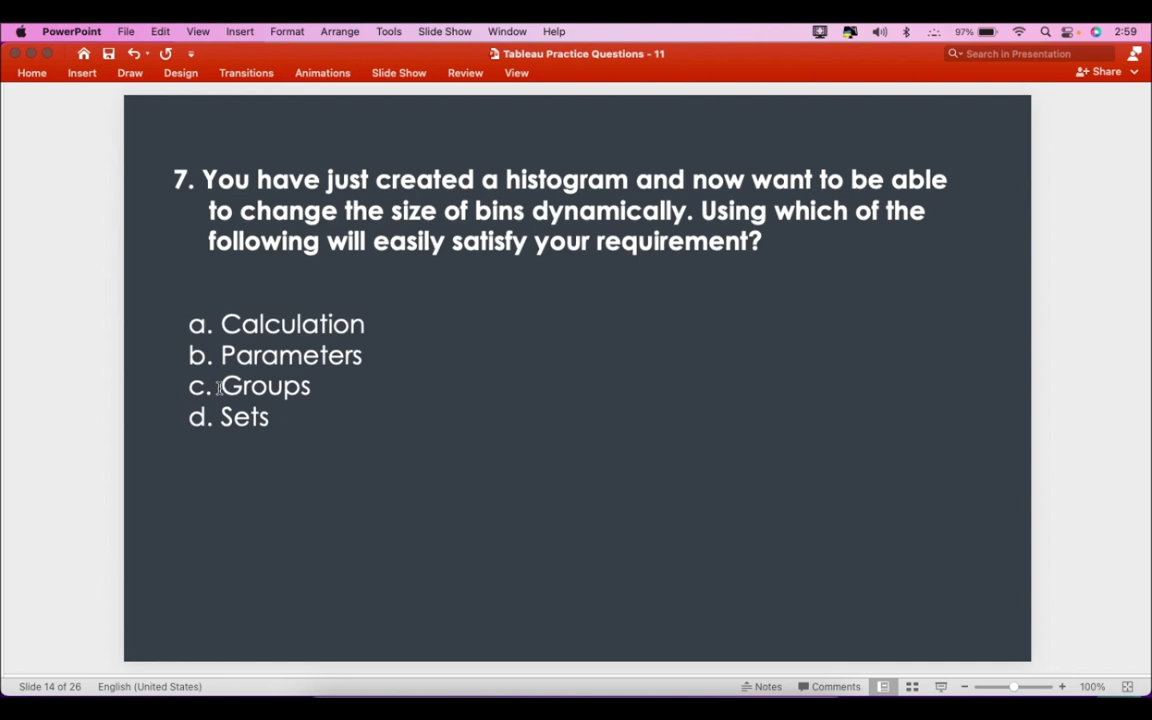 PowerPoint File Edit View Insert Format Arrange Tools Slide Show Window Help 97% 2:59
Tableau Practice Questions - 11 Search in Presentation
Home Insert Draw Design Transitions Animations Slide Show Review View Share
7. You have just created a histogram and now want to be able
to change the size of bins dynamically. Using which of the
following will easily satisfy your requirement?
a. Calculation
b. Parameters
c. Groups
d. Sets
Slide 14 of 26 English (United States) Notes Comments 100%